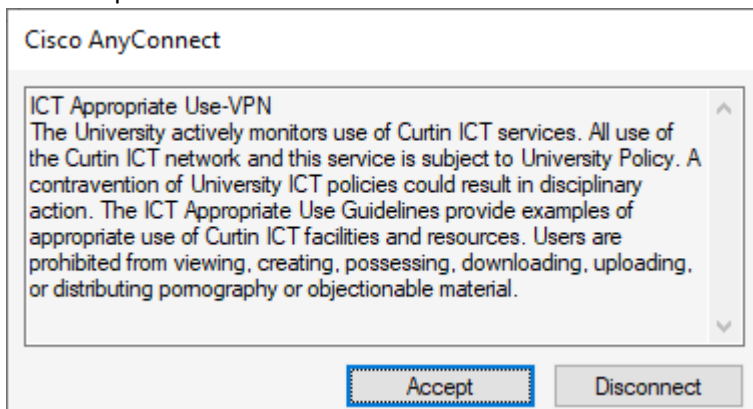 Cisco AnyConnect
ICT Appropriate Use-VPN
The University actively monitors use of Curtin ICT services. All use of
the Curtin ICT network and this service is subject to University Policy. A
contravention of University ICT policies could result in disciplinary
action. The ICT Appropriate Use Guidelines provide examples of
appropriate use of Curtin ICT facilities and resources. Users are
prohibited from viewing, creating, possessing, downloading, uploading,
or distributing pornography or objectionable material.
Accept
Disconnect